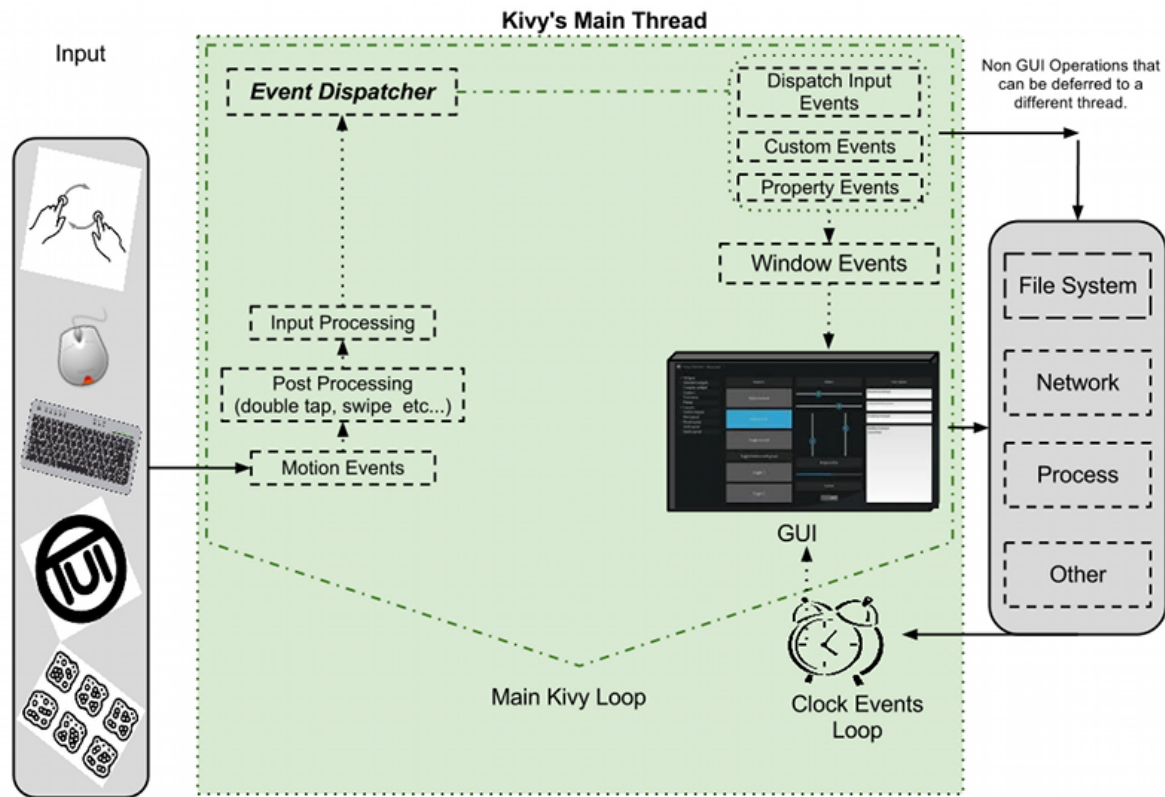 Kivy's Main Thread
Input
Event Dispatcher
Dispatch Input
Events
Custom Events
Property Events
Non GUI Operations that
can be deferred to a
different thread.
Window Events
Input Processing
Post Processing
(double tap, swipe etc...)
Motion Events
TUI
GUI
File System
Network
Process
Other
Main Kivy Loop
Clock Events
Loop